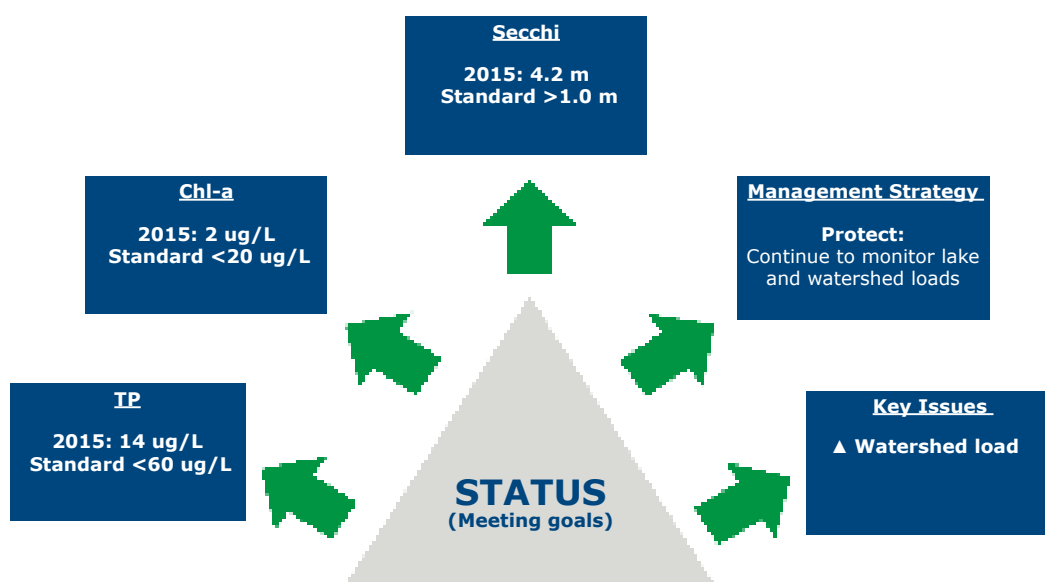 Secchi
2015: 4.2 m
Standard >1.0 m
Chl-a
2015: 2 ug/L
Standard <20 ug/L
Management Strategy
Protect:
Continue to monitor lake
and watershed loads
TP
2015: 14 ug/L
Standard <60 ug/L
Key Issues
▲ Watershed load
STATUS
(Meeting goals)